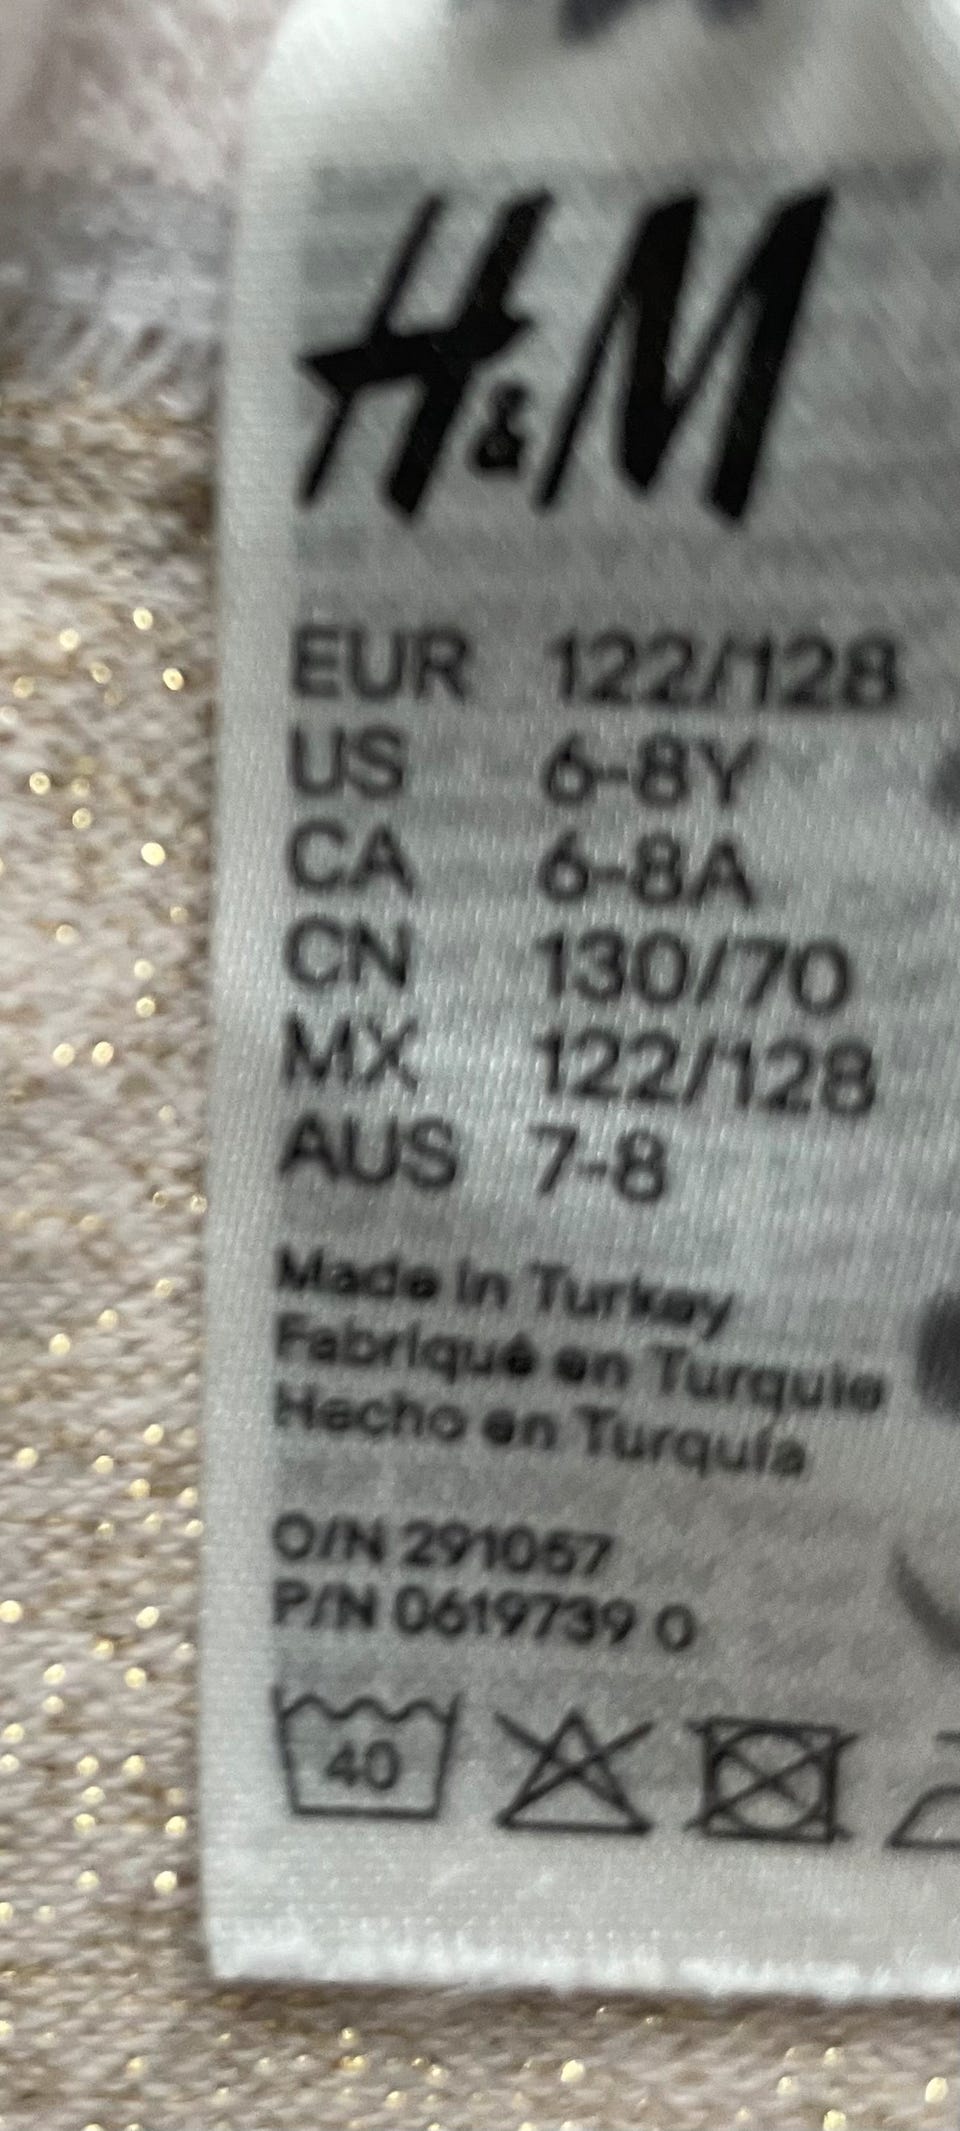 H&M
EUR 122/128
US 6-8Y
CA 6-8A
CN 130/70
MX 122/128
AUS 7-8
Made in Turkey
Fabriqué en Turquie
Hecho en Turquía
O/N 291057
P/N 0619739 0
40